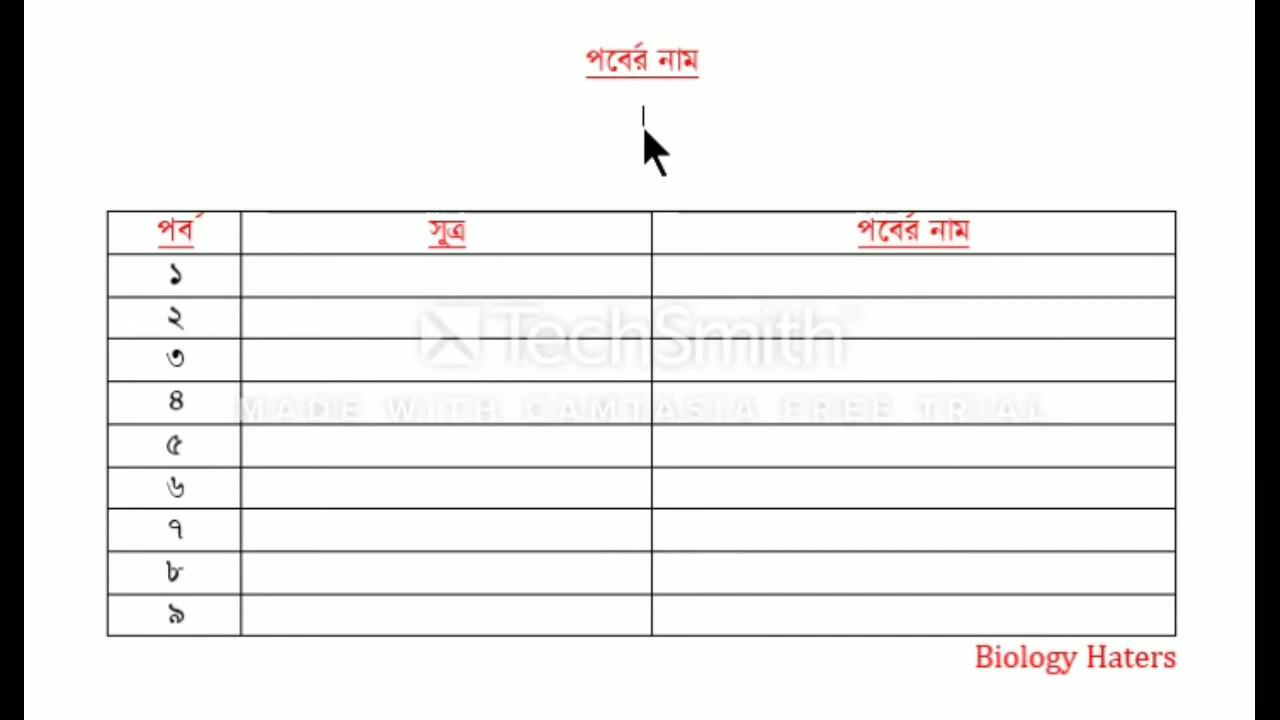 পর্বের নাম
পর্ব সূত্র পর্বের নাম
১
২
৩
৪
৫
৬
৭
৮
৯
TechSmith
MADE WITH CAMTASIA FREE TRIAL
Biology Haters